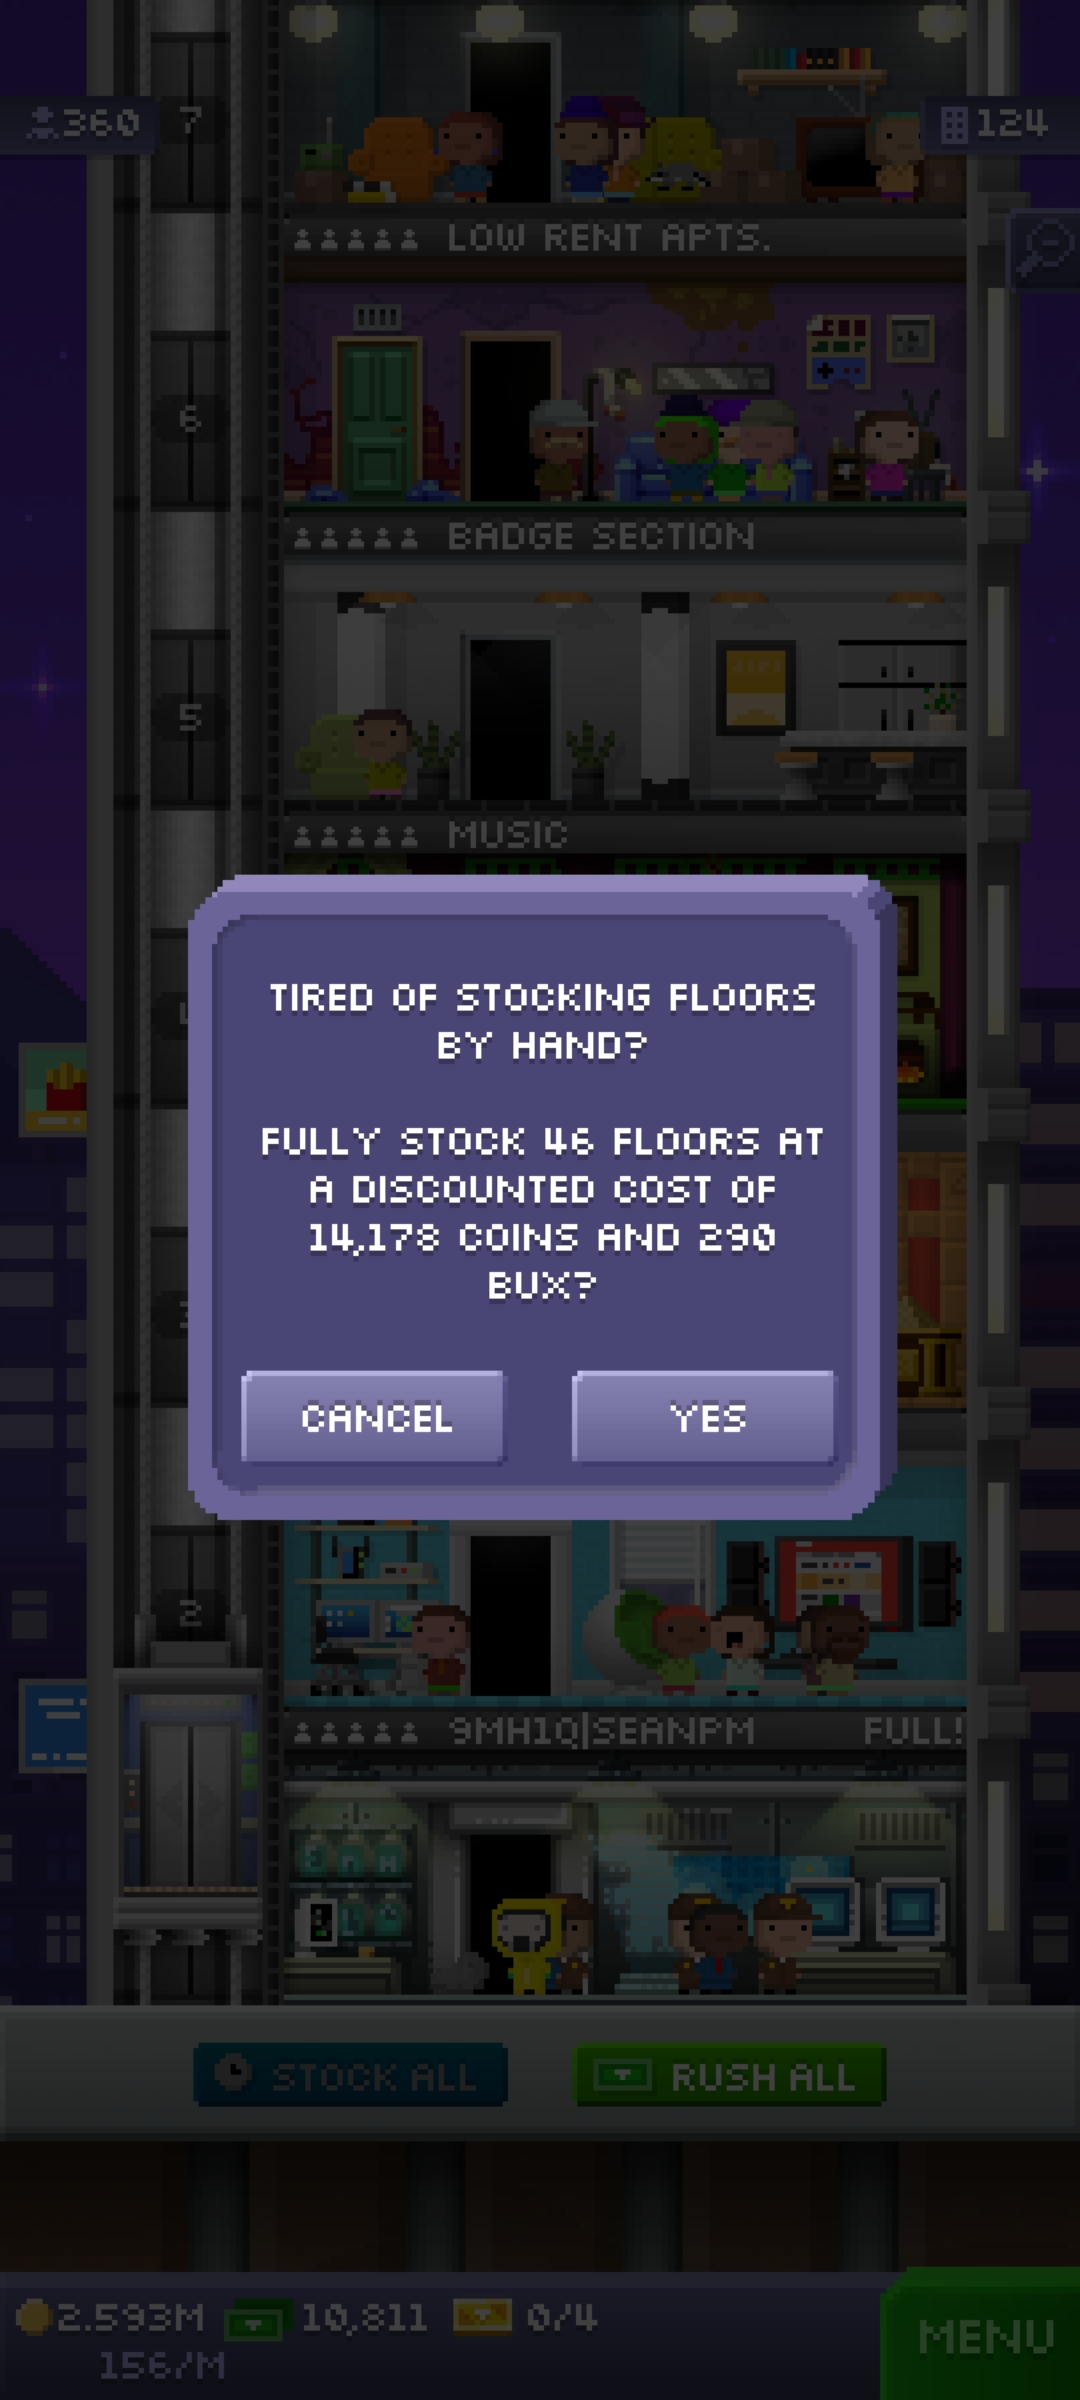 360
7
124
LOW RENT APTS.
6
BADGE SECTION
5
MUSIC
TIRED OF STOCKING FLOORS
BY HAND?
FULLY STOCK 46 FLOORS AT
A DISCOUNTED COST OF
14,178 COINS AND 290
BUX?
CANCEL
YES
2
9MH1Q|SEANPM
FULL!
STOCK ALL
RUSH ALL
2.593M
10,811
0/4
156/M
MENU